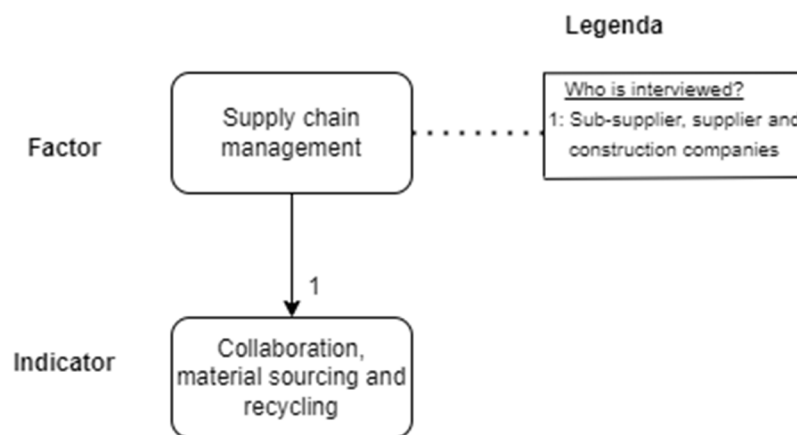 Legenda
Who is interviewed?
1: Sub-supplier, supplier and
construction companies
Factor
Supply chain
management
1
Indicator
Collaboration,
material sourcing and
recycling